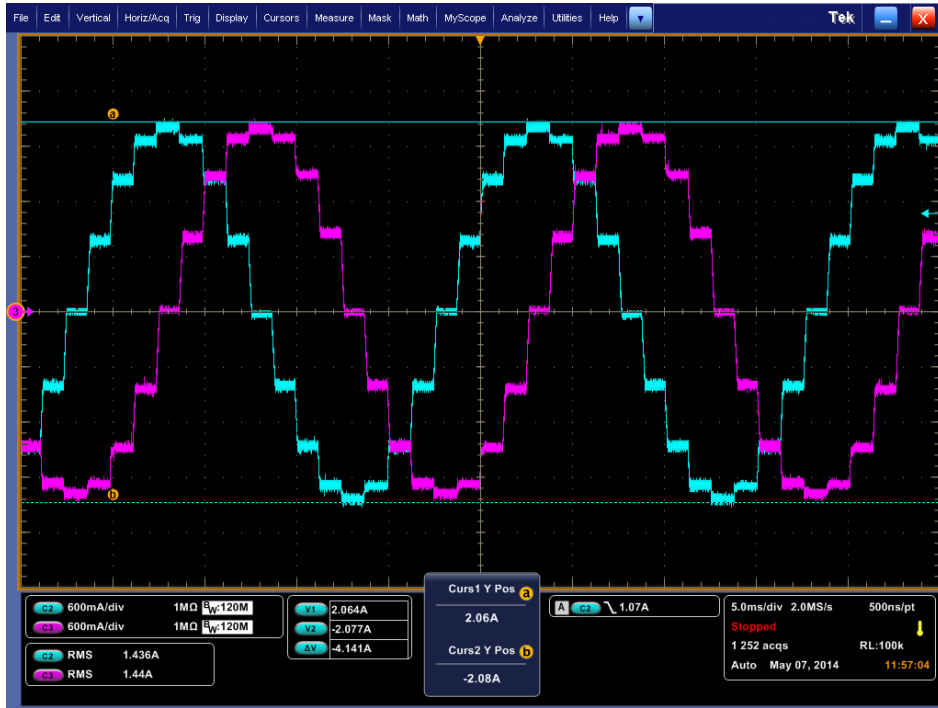 File Edit Vertical Horiz/Acq Trig Display Cursors Measure Mask Math MyScope Analyze Utilities Help Tek X
a
3
b
C2 600mA/div 1MΩ BW:120M
C3 600mA/div 1MΩ BW:120M
C2 RMS 1.436A
C3 RMS 1.44A
V1 2.064A
V2 -2.077A
ΔV -4.141A
Curs1 Y Pos a
2.06A
Curs2 Y Pos b
-2.08A
A C2 1.07A
5.0ms/div 2.0MS/s 500ns/pt
Stopped
1 252 acqs RL:100k
Auto May 07, 2014 11:57:04